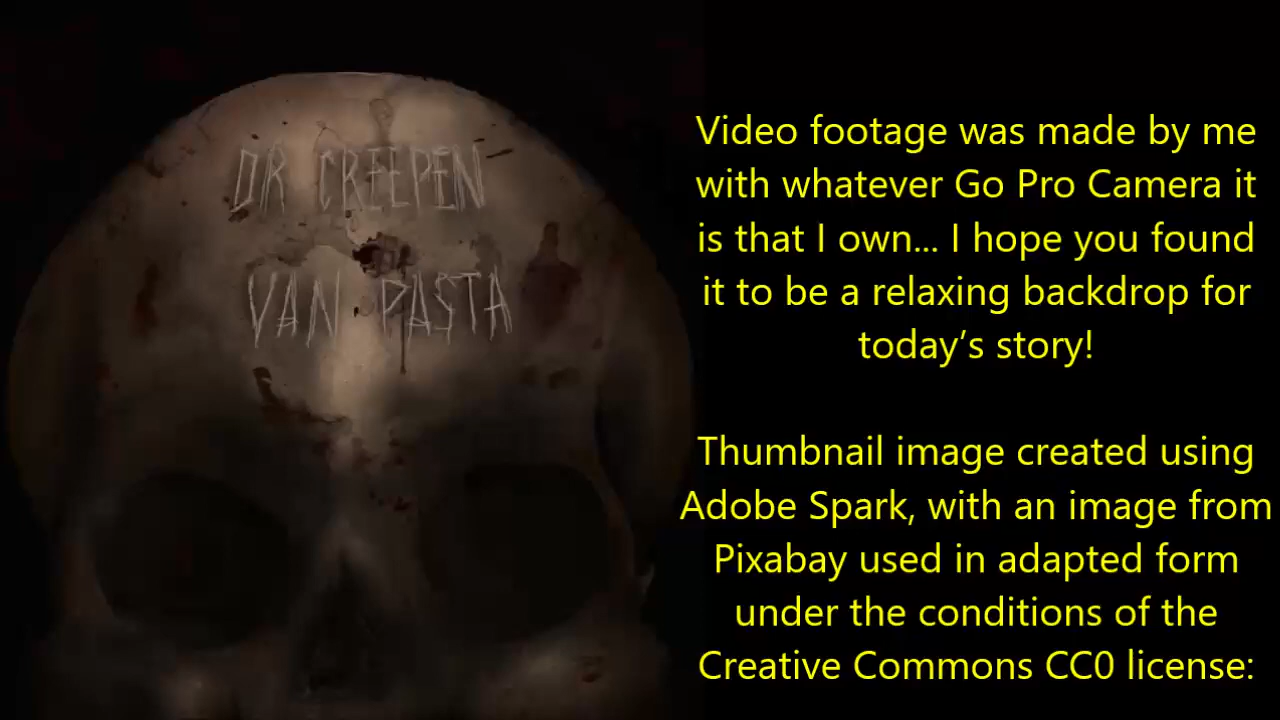 DR CREEPEN
VAN PASTA
Video footage was made by me
with whatever Go Pro Camera it
is that I own... I hope you found
it to be a relaxing backdrop for
today’s story!
Thumbnail image created using
Adobe Spark, with an image from
Pixabay used in adapted form
under the conditions of the
Creative Commons CC0 license: